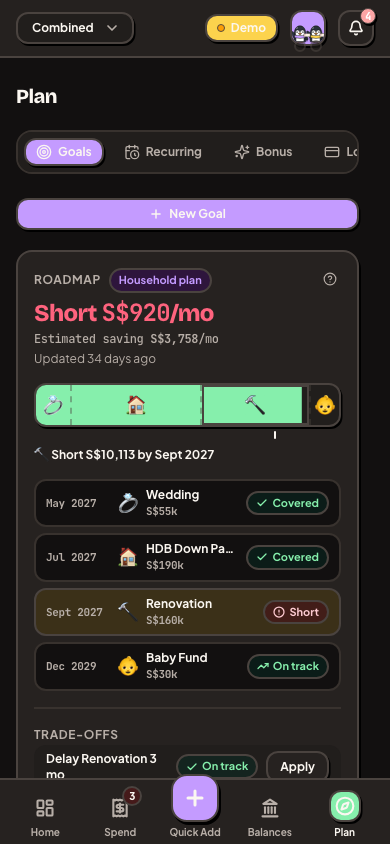 Combined
Demo
4
Plan
Goals
Recurring
Bonus
Lo
+ New Goal
ROADMAP
Household plan
Short S$920/mo
Estimated saving S$3,758/mo
Updated 34 days ago
Short S$10,113 by Sept 2027
May 2027
Wedding
S$55k
Covered
Jul 2027
HDB Down Pa...
S$190k
Covered
Sept 2027
Renovation
S$160k
Short
Dec 2029
Baby Fund
S$30k
On track
TRADE-OFFS
Delay Renovation 3
mo
On track
Apply
3
Home
Spend
Quick Add
Balances
Plan